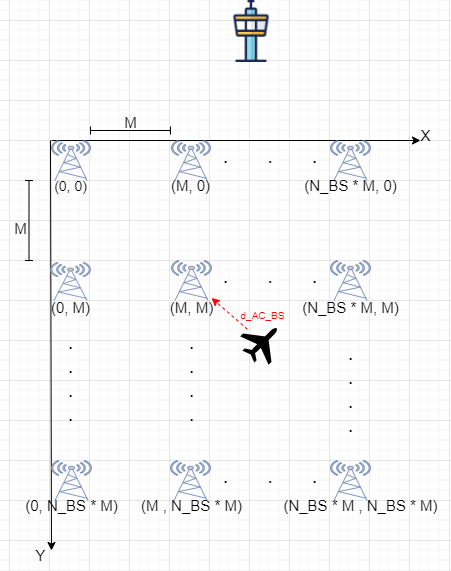 M
X
(0, 0)
(M, 0)
(N_BS * M, 0)
M
(0, M)
(M, M)
(N_BS * M, M)
d_AC_BS
(0, N_BS * M)
(M , N_BS * M)
(N_BS * M , N_BS * M)
Y